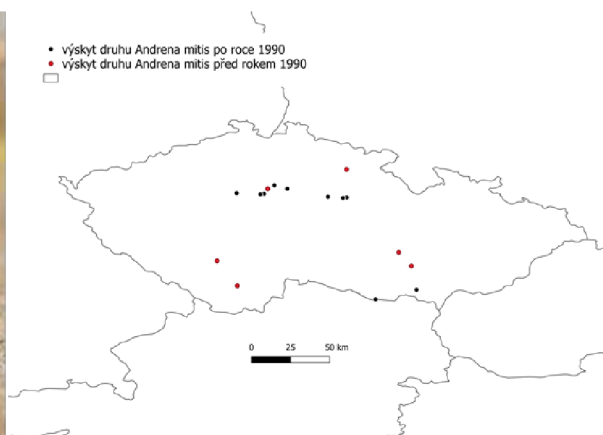 výskyt druhu Andrena mitis po roce 1990
výskyt druhu Andrena mitis před rokem 1990
0 25 50 km